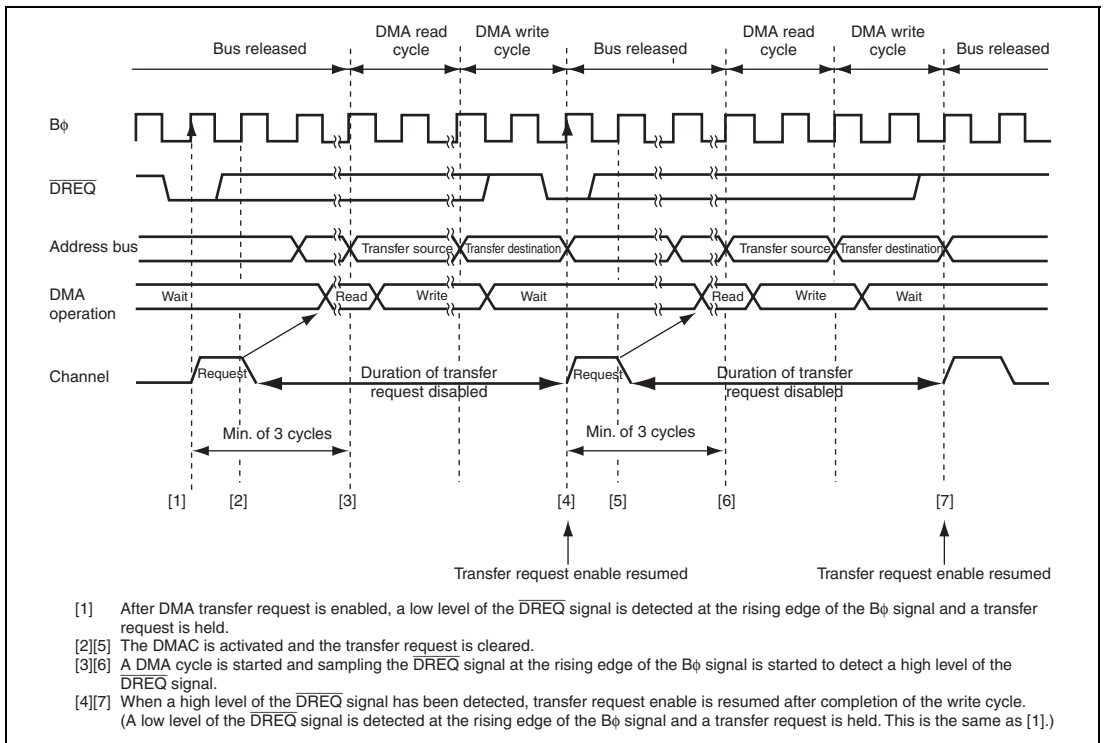 Bus released
DMA read
cycle
DMA write
cycle
Bus released
DMA read
cycle
DMA write
cycle
Bus released
Bφ
DREQ
Address bus
Transfer source
Transfer destination
Transfer source
Transfer destination
DMA
operation
Wait
Read
Write
Wait
Read
Write
Wait
Channel
Request
Duration of transfer
request disabled
Request
Duration of transfer
request disabled
Min. of 3 cycles
Min. of 3 cycles
[1]
[2]
[3]
[4]
[5]
[6]
[7]
Transfer request enable resumed
Transfer request enable resumed
[1] After DMA transfer request is enabled, a low level of the DREQ signal is detected at the rising edge of the Bφ signal and a transfer
request is held.
[2][5] The DMAC is activated and the transfer request is cleared.
[3][6] A DMA cycle is started and sampling the DREQ signal at the rising edge of the Bφ signal is started to detect a high level of the
DREQ signal.
[4][7] When a high level of the DREQ signal has been detected, transfer request enable is resumed after completion of the write cycle.
(A low level of the DREQ signal is detected at the rising edge of the Bφ signal and a transfer request is held. This is the same as [1].)